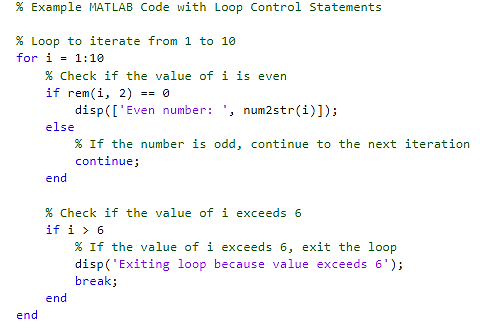 % Example MATLAB Code with Loop Control Statements

% Loop to iterate from 1 to 10
for i = 1:10
    % Check if the value of i is even
    if rem(i, 2) == 0
        disp(['Even number: ', num2str(i)]);
    else
        % If the number is odd, continue to the next iteration
        continue;
    end

    % Check if the value of i exceeds 6
    if i > 6
        % If the value of i exceeds 6, exit the loop
        disp('Exiting loop because value exceeds 6');
        break;
    end
end